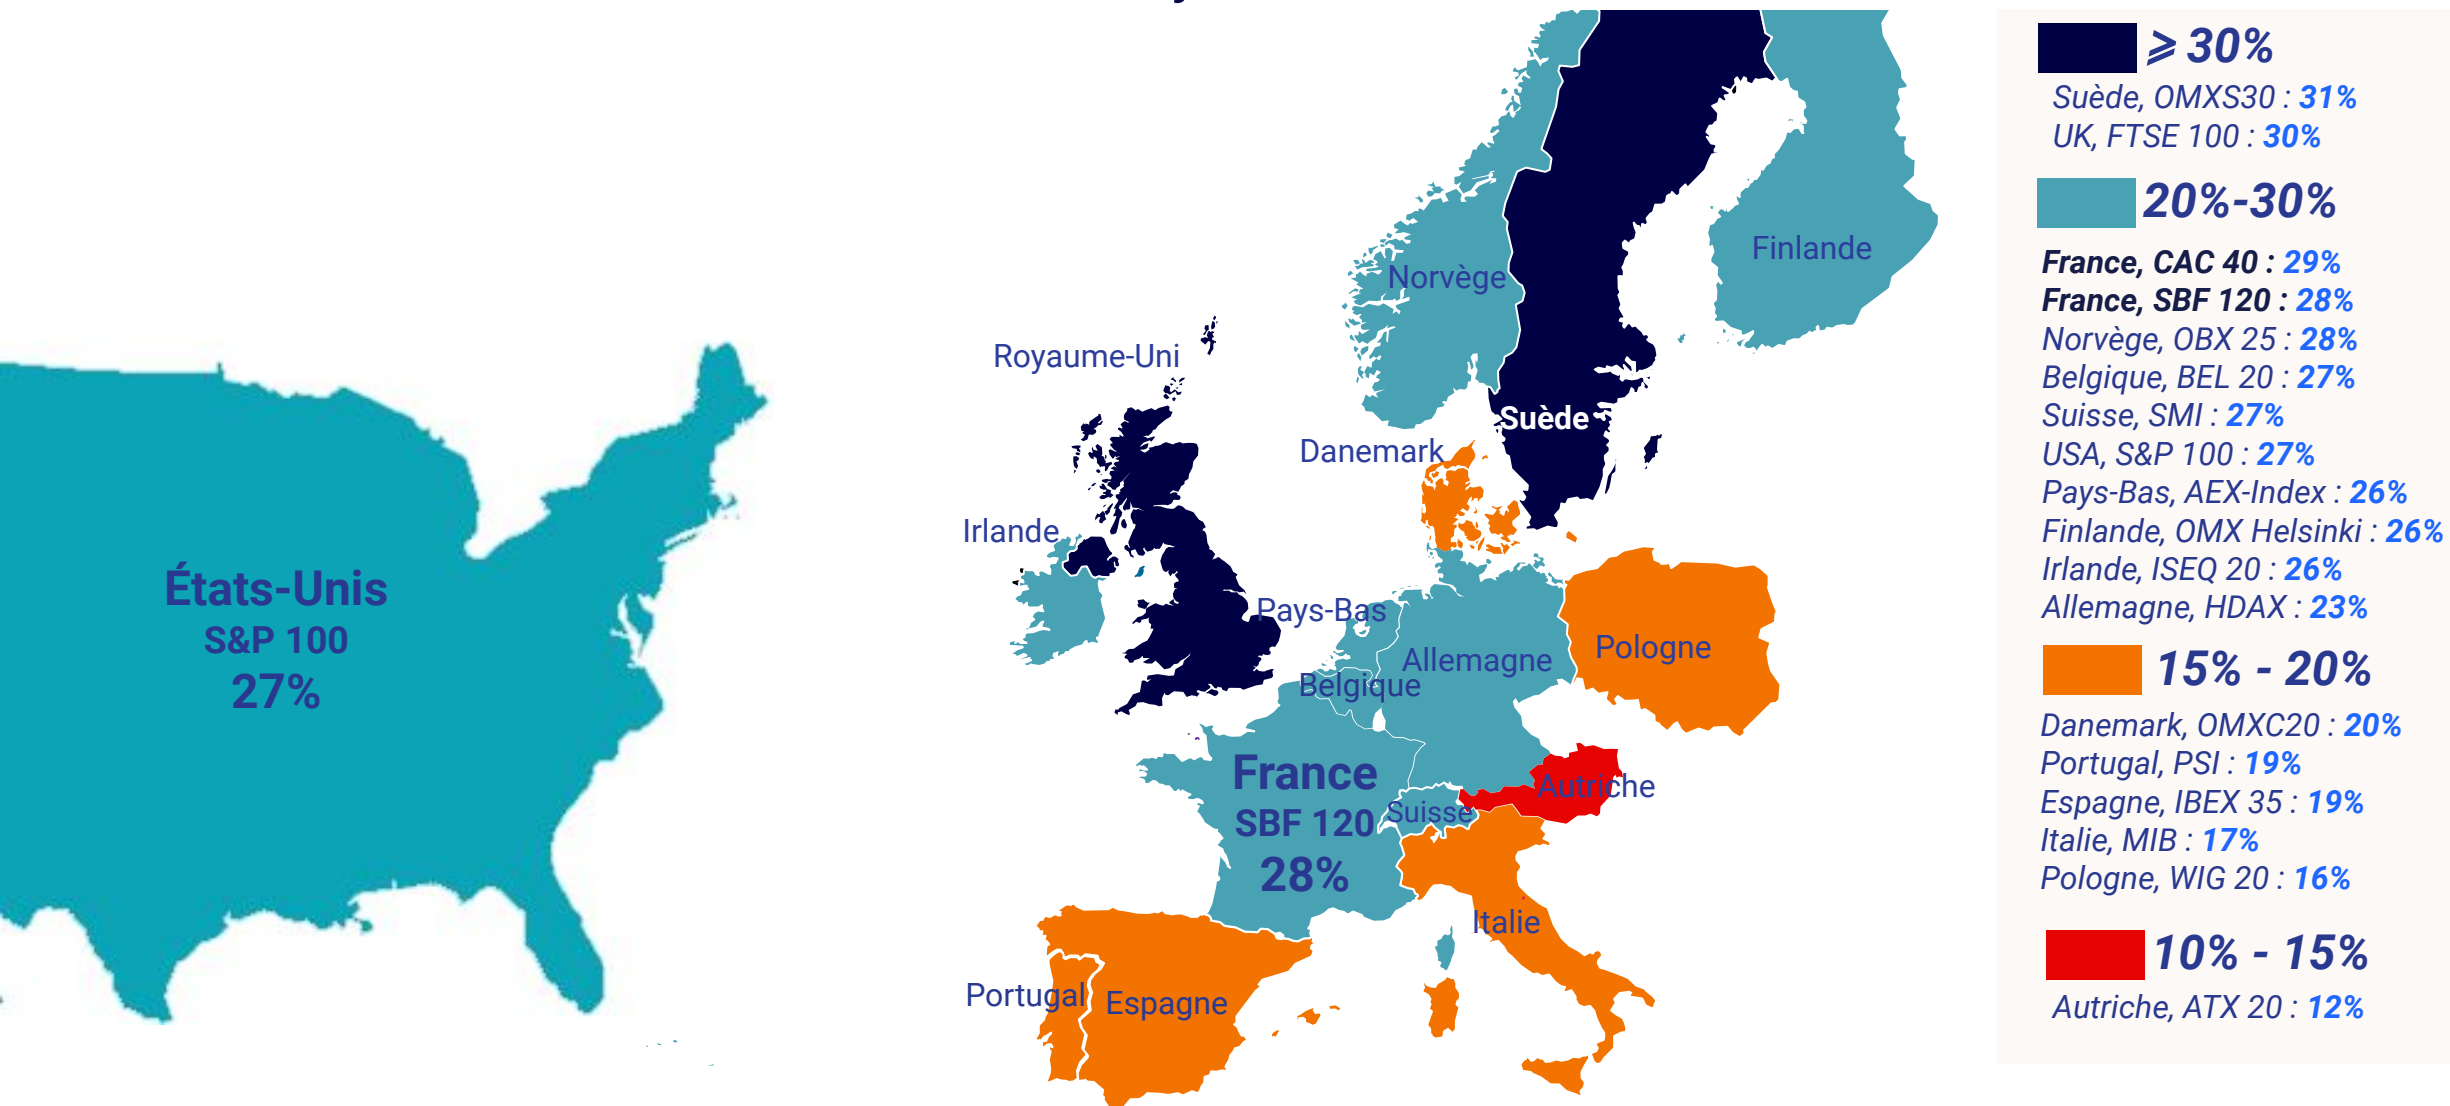 États-Unis
S&P 100
27%
Norvège
Finlande
Royaume-Uni
Suède
Danemark
Irlande
Pays-Bas
Pologne
Allemagne
Belgique
France
SBF 120
28%
Autriche
Suisse
Italie
Portugal
Espagne
⩾ 30%
Suède, OMXS30 : 31%
UK, FTSE 100 : 30%
20%-30%
France, CAC 40 : 29%
France, SBF 120 : 28%
Norvège, OBX 25 : 28%
Belgique, BEL 20 : 27%
Suisse, SMI : 27%
USA, S&P 100 : 27%
Pays-Bas, AEX-Index : 26%
Finlande, OMX Helsinki : 26%
Irlande, ISEQ 20 : 26%
Allemagne, HDAX : 23%
15% - 20%
Danemark, OMXC20 : 20%
Portugal, PSI : 19%
Espagne, IBEX 35 : 19%
Italie, MIB : 17%
Pologne, WIG 20 : 16%
10% - 15%
Autriche, ATX 20 : 12%